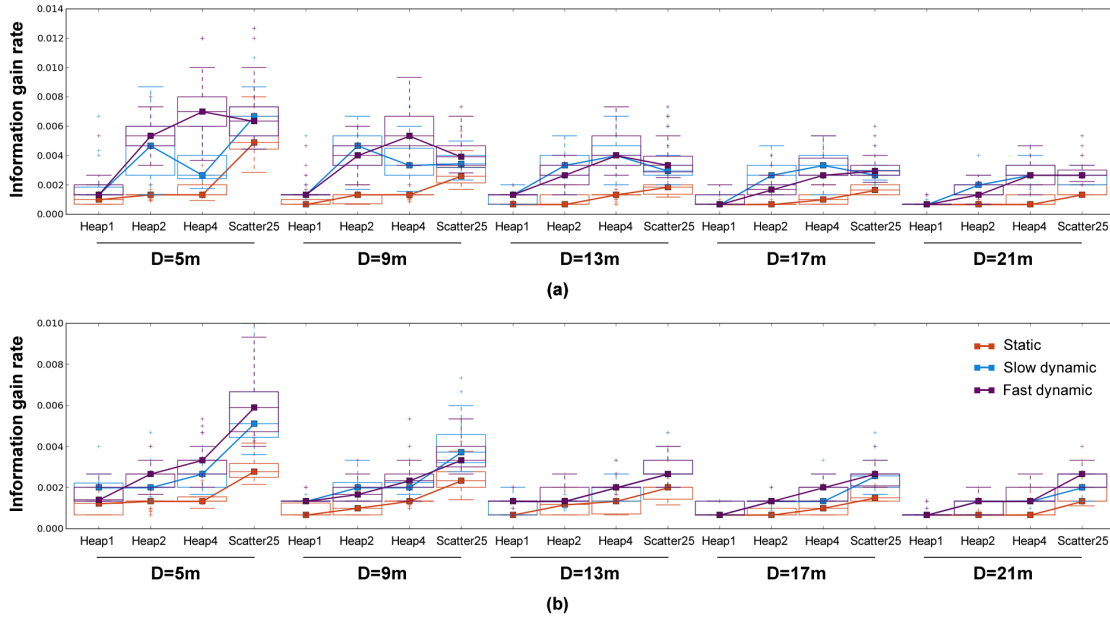 Information gain rate
0.014
0.012
0.010
0.008
0.006
0.004
0.002
0.000
Heap1 Heap2 Heap4 Scatter25 Heap1 Heap2 Heap4 Scatter25 Heap1 Heap2 Heap4 Scatter25 Heap1 Heap2 Heap4 Scatter25 Heap1 Heap2 Heap4 Scatter25
D=5m D=9m D=13m D=17m D=21m
(a)
Information gain rate
0.010
0.008
0.006
0.004
0.002
0.000
Static
Slow dynamic
Fast dynamic
Heap1 Heap2 Heap4 Scatter25 Heap1 Heap2 Heap4 Scatter25 Heap1 Heap2 Heap4 Scatter25 Heap1 Heap2 Heap4 Scatter25 Heap1 Heap2 Heap4 Scatter25
D=5m D=9m D=13m D=17m D=21m
(b)